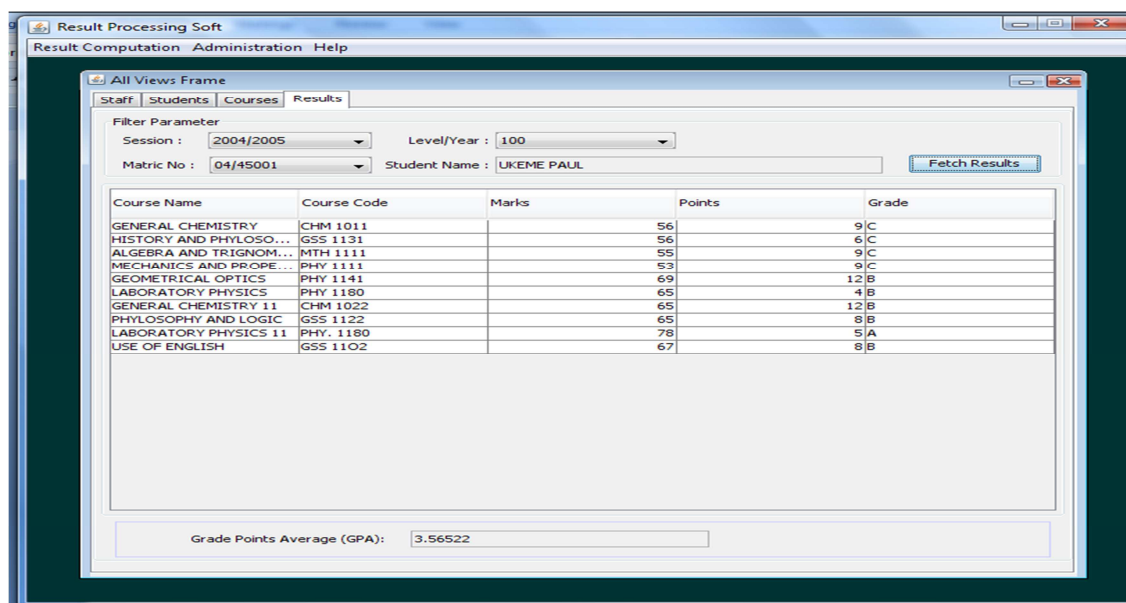 Result Processing Soft
Result Computation Administration Help
All Views Frame
Staff Students Courses Results
Filter Parameter
Session : 2004/2005 Level/Year : 100
Matric No : 04/45001 Student Name : UKEME PAUL Fetch Results
Course Name Course Code Marks Points Grade
GENERAL CHEMISTRY CHM 1011 56 9 C
HISTORY AND PHYLOSO... GSS 1131 56 6 C
ALGEBRA AND TRIGNOM... MTH 1111 55 9 C
MECHANICS AND PROPE... PHY 1111 53 9 C
GEOMETRICAL OPTICS PHY 1141 69 12 B
LABORATORY PHYSICS PHY 1180 65 4 B
GENERAL CHEMISTRY 11 CHM 1022 65 12 B
PHYLOSOPHY AND LOGIC GSS 1122 65 8 B
LABORATORY PHYSICS 11 PHY. 1180 78 5 A
USE OF ENGLISH GSS 11O2 67 8 B
Grade Points Average (GPA): 3.56522